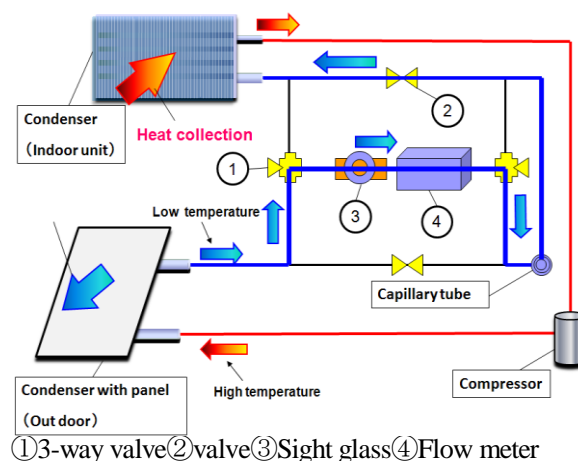 Condenser
（Indoor unit）
Heat collection
②
①
③
④
Low temperature
Capillary tube
Compressor
Condenser with panel
（Out door）
High temperature
①3-way valve②valve③Sight glass④Flow meter